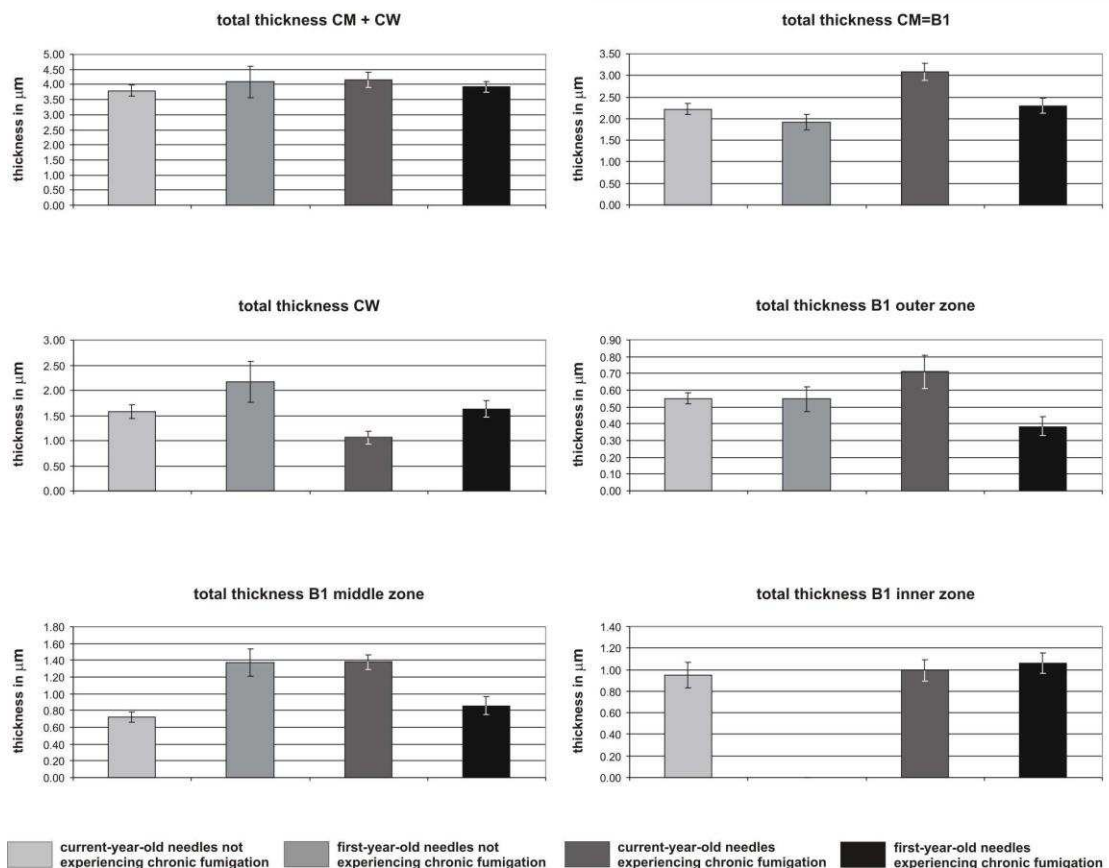 total thickness CM + CW
thickness in μm
5.00
4.50
4.00
3.50
3.00
2.50
2.00
1.50
1.00
0.50
0.00
total thickness CM=B1
thickness in μm
3.50
3.00
2.50
2.00
1.50
1.00
0.50
0.00
total thickness CW
thickness in μm
3.00
2.50
2.00
1.50
1.00
0.50
0.00
total thickness B1 outer zone
thickness in μm
0.90
0.80
0.70
0.60
0.50
0.40
0.30
0.20
0.10
0.00
total thickness B1 middle zone
thickness in μm
1.80
1.60
1.40
1.20
1.00
0.80
0.60
0.40
0.20
0.00
total thickness B1 inner zone
thickness in μm
1.40
1.20
1.00
0.80
0.60
0.40
0.20
0.00
current-year-old needles not
experiencing chronic fumigation
first-year-old needles not
experiencing chronic fumigation
current-year-old needles
experiencing chronic fumigation
first-year-old needles
experiencing chronic fumigation